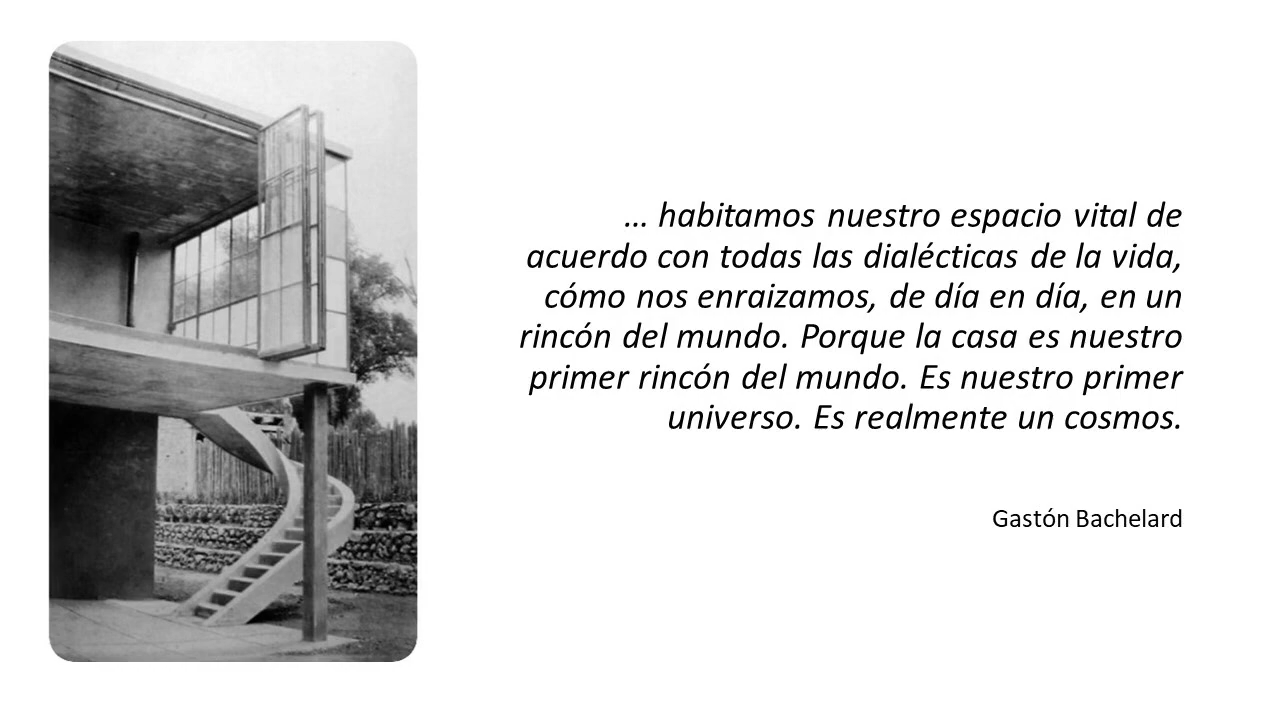 … habitamos nuestro espacio vital de
acuerdo con todas las dialécticas de la vida,
cómo nos enraizamos, de día en día, en un
rincón del mundo. Porque la casa es nuestro
primer rincón del mundo. Es nuestro primer
universo. Es realmente un cosmos.
Gastón Bachelard